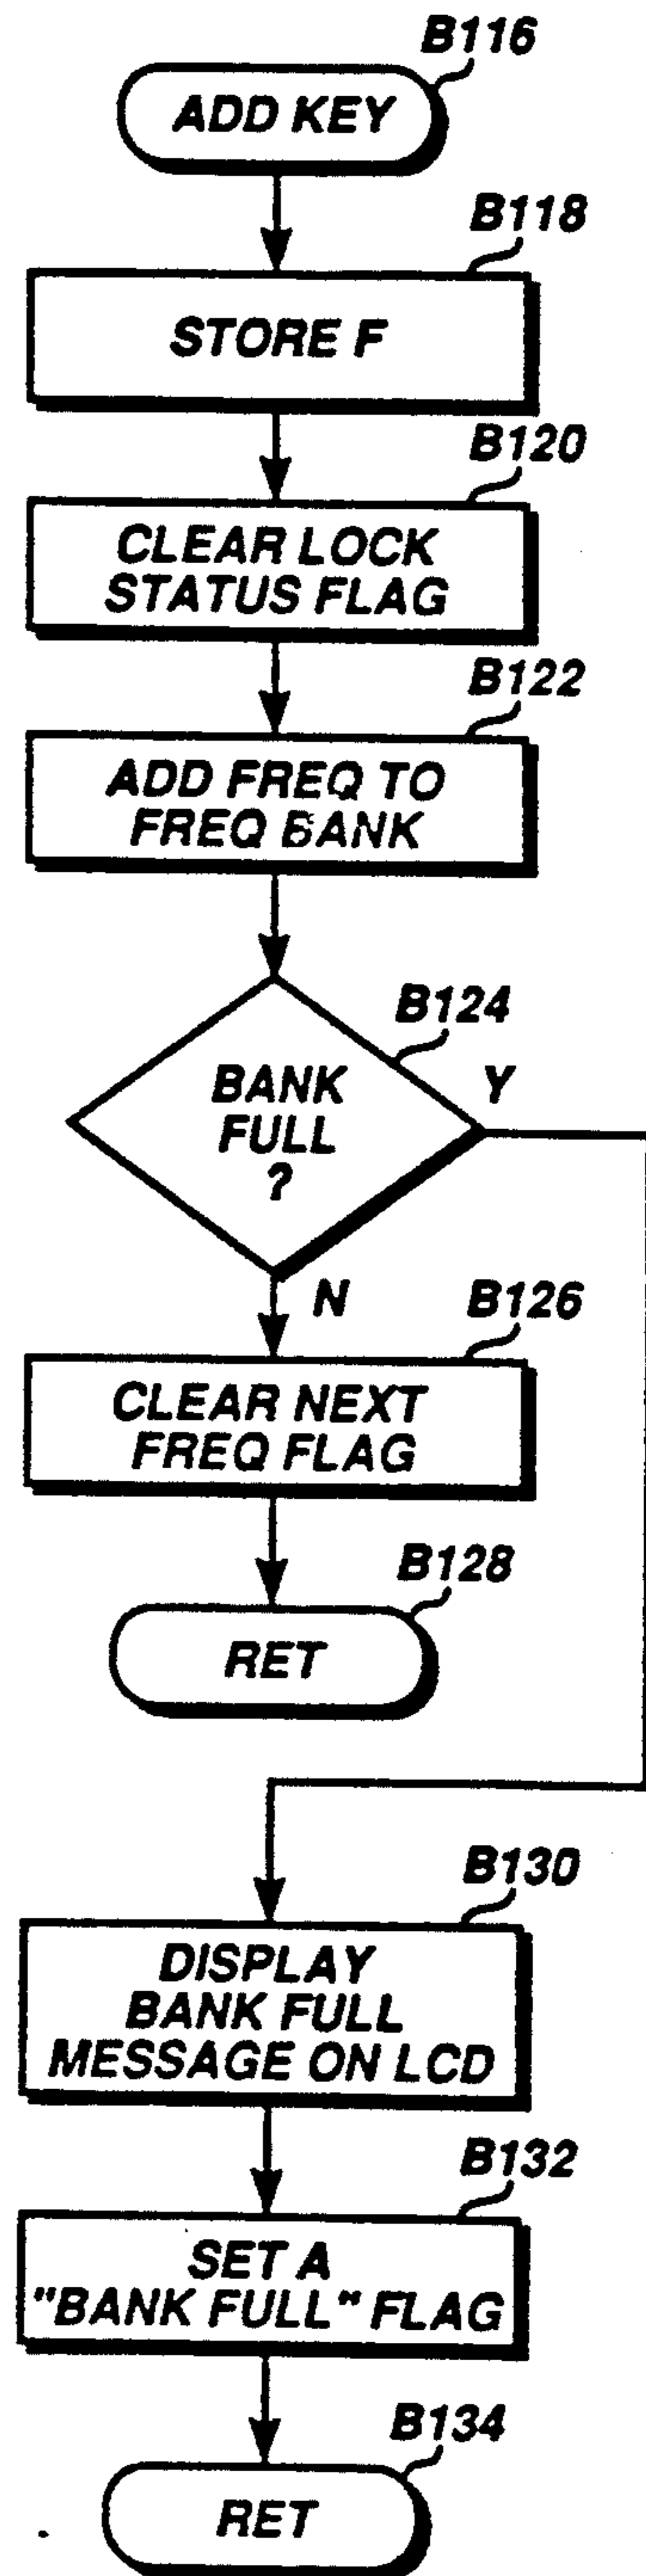 B116
ADD KEY
B118
STORE F
B120
CLEAR LOCK
STATUS FLAG
B122
ADD FREQ TO
FREQ BANK
B124
BANK
FULL
?
Y
N
B126
CLEAR NEXT
FREQ FLAG
B128
RET
B130
DISPLAY
BANK FULL
MESSAGE ON LCD
B132
SET A
"BANK FULL" FLAG
B134
RET